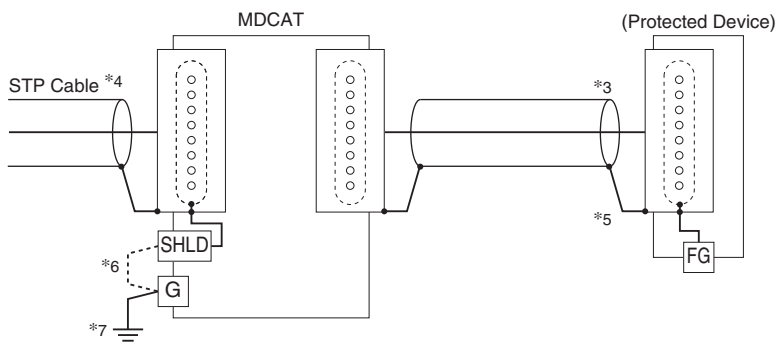 MDCAT
(Protected Device)
STP Cable *4
*3
*5
SHLD
*6
G
FG
*7